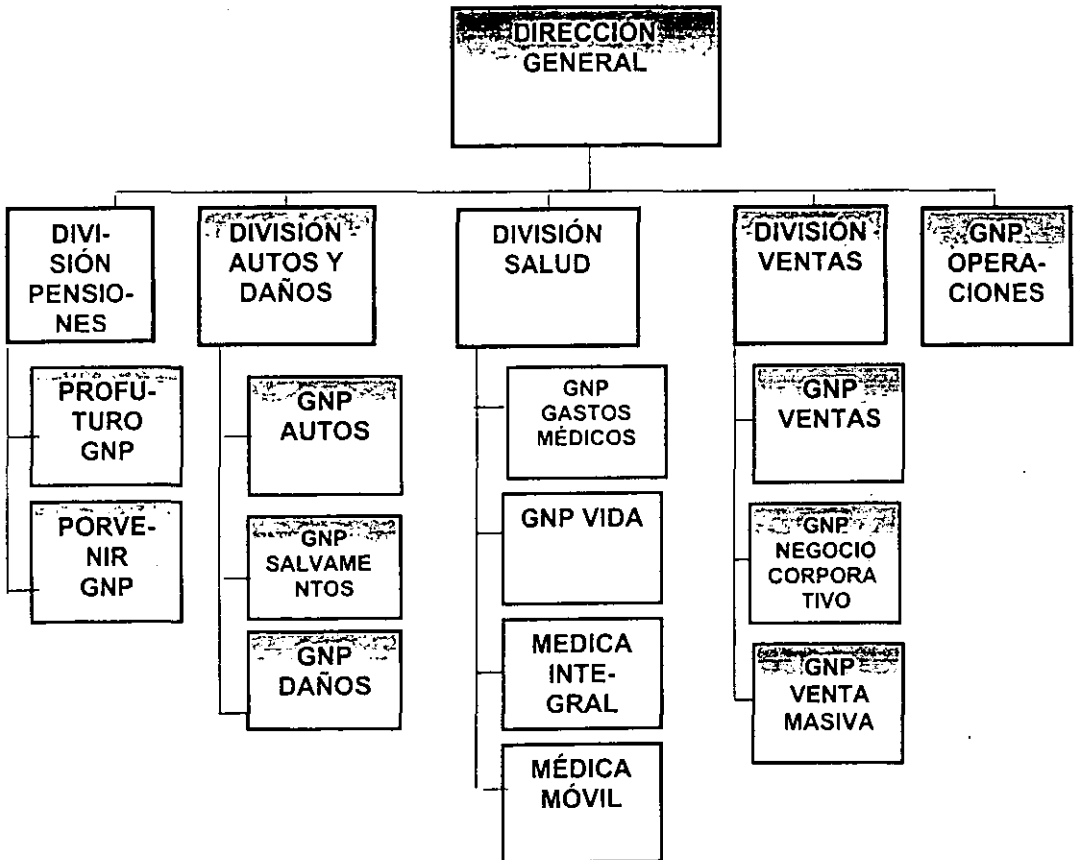 DIRECCIÓN
GENERAL
DIVI-
SIÓN
PENSIO-
NES
DIVISIÓN
AUTOS Y
DAÑOS
DIVISIÓN
SALUD
DIVISIÓN
VENTAS
GNP
OPERA-
CIONES
PROFU-
TURO
GNP
PORVE-
NIR
GNP
GNP
AUTOS
GNP
SALVAME
NTOS
GNP
DAÑOS
GNP
GASTOS
MÉDICOS
GNP VIDA
MEDICA
INTE-
GRAL
MÉDICA
MÓVIL
GNP
VENTAS
GNP
NEGOCIO
CORPORA
TIVO
GNP
VENTA
MASIVA